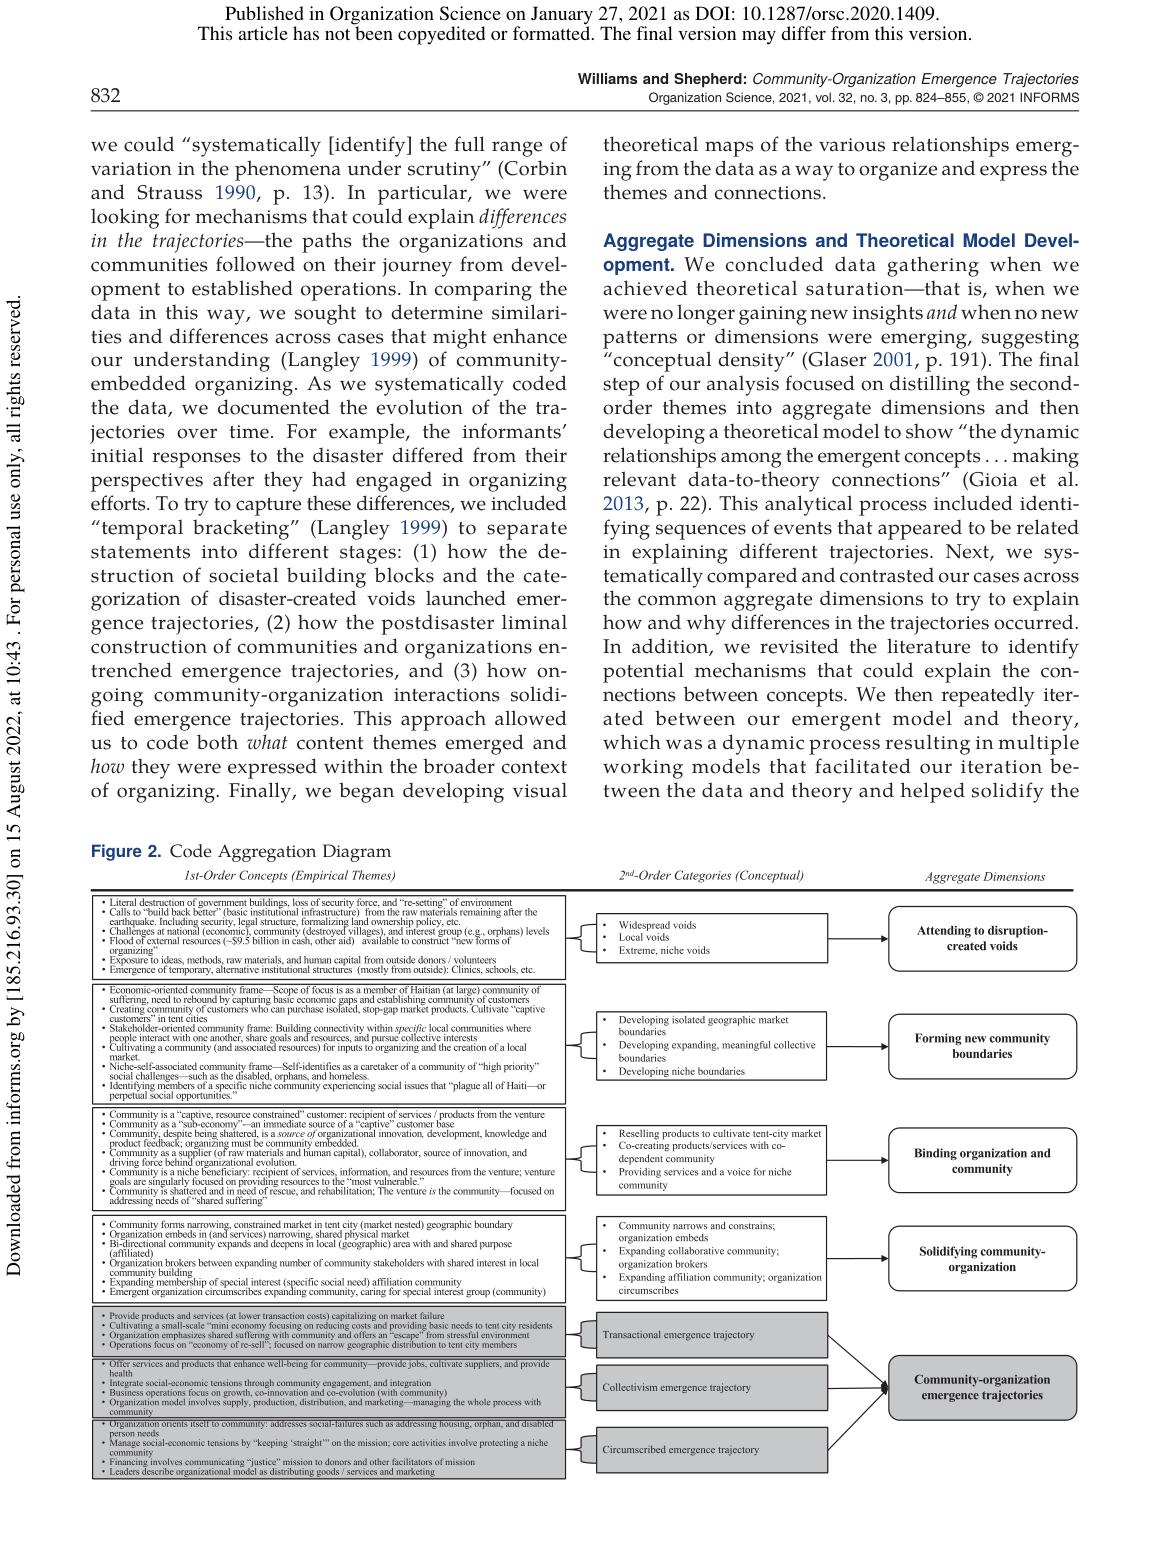 Published in Organization Science on January 27, 2021 as DOI: 10.1287/orsc.2020.1409.
This article has not been copyedited or formatted. The final version may differ from this version.
Williams and Shepherd: Community-Organization Emergence Trajectories
832
Organization Science, 2021, vol. 32, no. 3, pp. 824–855, © 2021 INFORMS
we could “systematically [identify] the full range of
variation in the phenomena under scrutiny” (Corbin
and Strauss 1990, p. 13). In particular, we were
looking for mechanisms that could explain differences
in the trajectories—the paths the organizations and
communities followed on their journey from devel-
opment to established operations. In comparing the
data in this way, we sought to determine similari-
ties and differences across cases that might enhance
our understanding (Langley 1999) of community-
embedded organizing. As we systematically coded
the data, we documented the evolution of the tra-
jectories over time. For example, the informants’
initial responses to the disaster differed from their
perspectives after they had engaged in organizing
efforts. To try to capture these differences, we included
“temporal bracketing” (Langley 1999) to separate
statements into different stages: (1) how the de-
struction of societal building blocks and the cate-
gorization of disaster-created voids launched emer-
gence trajectories, (2) how the postdisaster liminal
construction of communities and organizations en-
trenched emergence trajectories, and (3) how on-
going community-organization interactions solidi-
fied emergence trajectories. This approach allowed
us to code both what content themes emerged and
how they were expressed within the broader context
of organizing. Finally, we began developing visual
theoretical maps of the various relationships emerg-
ing from the data as a way to organize and express the
themes and connections.
Aggregate Dimensions and Theoretical Model Devel-
opment. We concluded data gathering when we
achieved theoretical saturation—that is, when we
were no longer gaining new insights and when no new
patterns or dimensions were emerging, suggesting
“conceptual density” (Glaser 2001, p. 191). The final
step of our analysis focused on distilling the second-
order themes into aggregate dimensions and then
developing a theoretical model to show “the dynamic
relationships among the emergent concepts . . . making
relevant data-to-theory connections” (Gioia et al.
2013, p. 22). This analytical process included identi-
fying sequences of events that appeared to be related
in explaining different trajectories. Next, we sys-
tematically compared and contrasted our cases across
the common aggregate dimensions to try to explain
how and why differences in the trajectories occurred.
In addition, we revisited the literature to identify
potential mechanisms that could explain the con-
nections between concepts. We then repeatedly iter-
ated between our emergent model and theory,
which was a dynamic process resulting in multiple
working models that facilitated our iteration be-
tween the data and theory and helped solidify the
Figure 2. Code Aggregation Diagram
1st-Order Concepts (Empirical Themes)
2nd-Order Categories (Conceptual)
Aggregate Dimensions
• Literal destruction of government buildings, loss of security force, and “re-setting” of environment
• Calls to “build back better” (basic institutional infrastructure) from the raw materials remaining after the
earthquake. Including security, legal structure, formalizing land ownership policy, etc.
• Challenges at national (economic), community (destroyed villages), and interest group (e.g., orphans) levels
• Flood of external resources (~$9.5 billion in cash, other aid) available to construct “new forms of
organizing”
• Exposure to ideas, methods, raw materials, and human capital from outside donors / volunteers
• Emergence of temporary, alternative institutional structures (mostly from outside): Clinics, schools, etc.
• Widespread voids
• Local voids
• Extreme, niche voids
Attending to disruption-
created voids
• Economic-oriented community frame—Scope of focus is as a member of Haitian (at large) community of
suffering, need to rebound by capturing basic economic gaps and establishing community of customers
• Creating community of customers who can purchase isolated, stop-gap market products. Cultivate “captive
customers” in tent cities
• Stakeholder-oriented community frame: Building connectivity within specific local communities where
people interact with one another, share goals and resources, and pursue collective interests
• Cultivating a community (and associated resources) for inputs to organizing and the creation of a local
market.
• Niche-self-associated community frame—Self-identifies as a caretaker of a community of “high priority”
social challenges—such as the disabled, orphans, and homeless.
• Identifying members of a specific niche community experiencing social issues that “plague all of Haiti—or
perpetual social opportunities.”
• Developing isolated geographic market
boundaries
• Developing expanding, meaningful collective
boundaries
• Developing niche boundaries
Forming new community
boundaries
• Community is a “captive, resource constrained” customer: recipient of services / products from the venture
• Community as a “sub-economy”—an immediate source of a “captive” customer base
• Community, despite being shattered, is a source of organizational innovation, development, knowledge and
product feedback; organizing must be community embedded.
• Community as a supplier (of raw materials and human capital), collaborator, source of innovation, and
driving force behind organizational evolution.
• Community is a niche beneficiary: recipient of services, information, and resources from the venture; venture
goals are singularly focused on providing resources to the “most vulnerable.”
• Community is shattered and in need of rescue, and rehabilitation; The venture is the community—focused on
addressing needs of “shared suffering”
• Reselling products to cultivate tent-city market
• Co-creating products/services with co-
dependent community
• Providing services and a voice for niche
community
Binding organization and
community
• Community forms narrowing, constrained market in tent city (market nested) geographic boundary
• Organization embeds in (and services) narrowing, shared physical market
• Bi-directional community expands and deepens in local (geographic) area with and shared purpose
(affiliated)
• Organization brokers between expanding number of community stakeholders with shared interest in local
community building
• Expanding membership of special interest (specific social need) affiliation community
• Emergent organization circumscribes expanding community, caring for special interest group (community)
• Community narrows and constrains;
organization embeds
• Expanding collaborative community;
organization brokers
• Expanding affiliation community; organization
circumscribes
Solidifying community-
organization
• Provide products and services (at lower transaction costs) capitalizing on market failure
• Cultivating a small-scale “mini economy focusing on reducing costs and providing basic needs to tent city residents
• Organization emphasizes shared suffering with community and offers an “escape” from stressful environment
• Operations focus on “economy of re-sell”; focused on narrow geographic distribution to tent city members
Transactional emergence trajectory
• Offer services and products that enhance well-being for community—provide jobs, cultivate suppliers, and provide
health
• Integrate social-economic tensions through community engagement, and integration
• Business operations focus on growth, co-innovation and co-evolution (with community)
• Organization model involves supply, production, distribution, and marketing—managing the whole process with
community
Collectivism emergence trajectory
Community-organization
emergence trajectories
• Organization orients itself to community: addresses social-failures such as addressing housing, orphan, and disabled
person needs
• Manage social-economic tensions by “keeping ‘straight’” on the mission; core activities involve protecting a niche
community
• Financing involves communicating “justice” mission to donors and other facilitators of mission
• Leaders describe organizational model as distributing goods / services and marketing
Circumscribed emergence trajectory
Downloaded from informs.org by [185.216.93.30] on 15 August 2022, at 10:43 . For personal use only, all rights reserved.